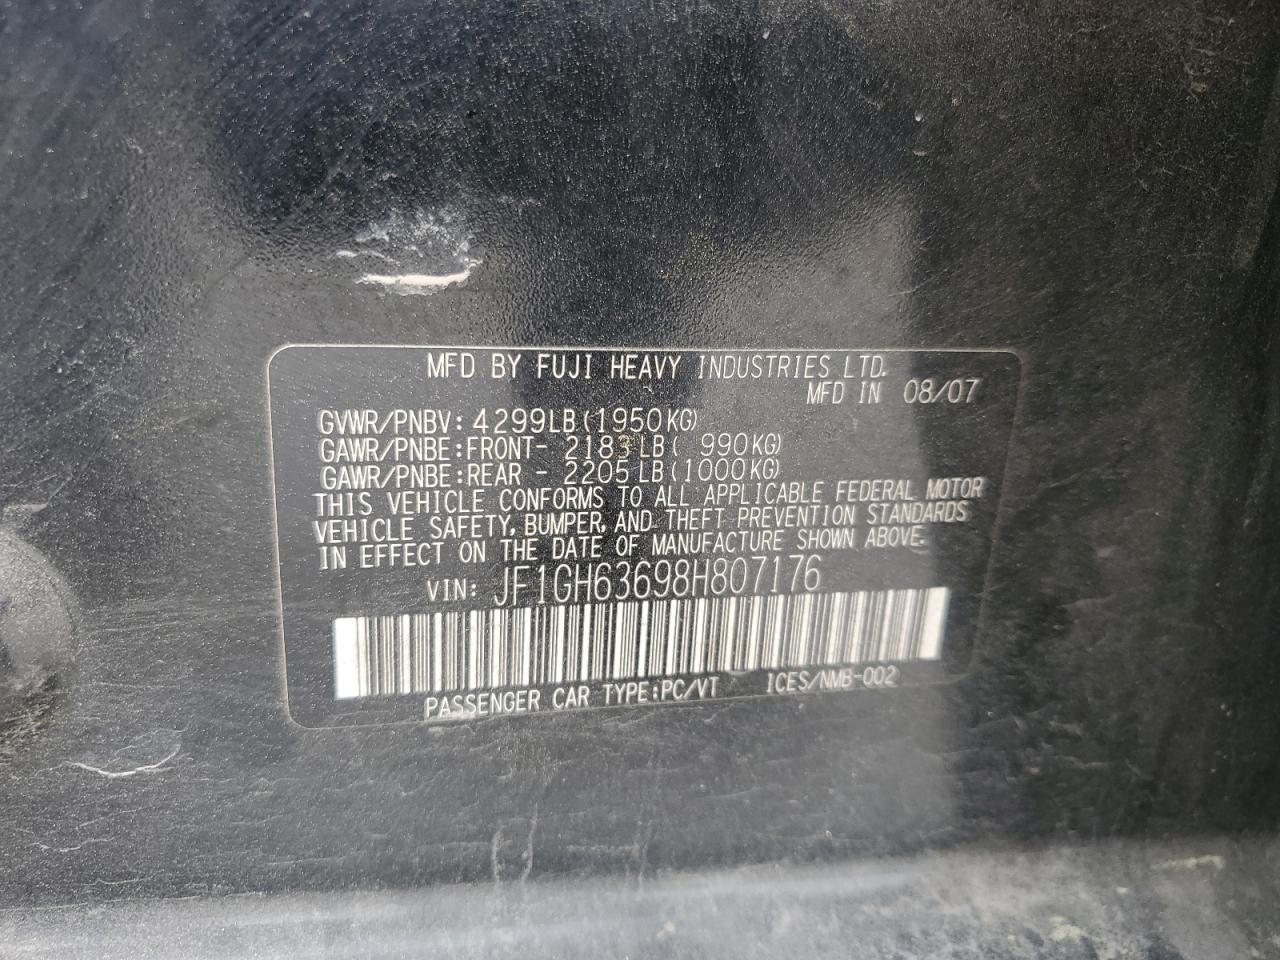 MFD BY FUJI HEAVY INDUSTRIES LTD.
MFD IN 08/07
GVWR/PNBV: 4299LB (1950KG)
GAWR/PNBE:FRONT- 2183LB ( 990KG)
GAWR/PNBE:REAR - 2205LB (1000KG)
THIS VEHICLE CONFORMS TO ALL APPLICABLE FEDERAL MOTOR
VEHICLE SAFETY, BUMPER, AND THEFT PREVENTION STANDARDS
IN EFFECT ON THE DATE OF MANUFACTURE SHOWN ABOVE.
VIN: JF1GH63698H807176
PASSENGER CAR TYPE:PC/VT ICES/NMB-002